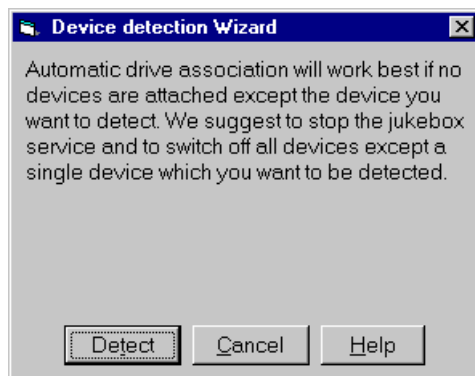 Device detection Wizard
Automatic drive association will work best if no
devices are attached except the device you
want to detect. We suggest to stop the jukebox
service and to switch off all devices except a
single device which you want to be detected.
Detect Cancel Help